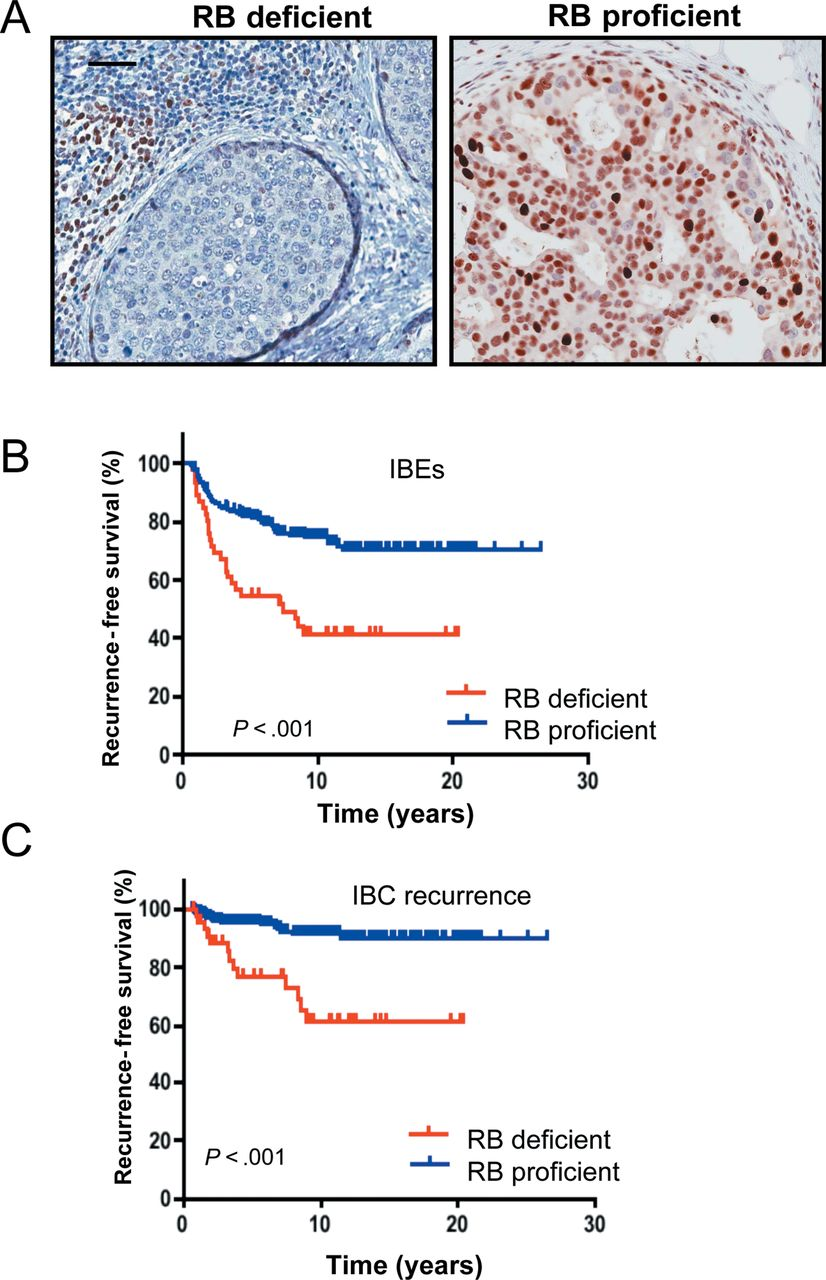 A
RB deficient
RB proficient
B
IBEs
Recurrence-free survival (%)
100
80
60
40
20
0
P < .001
RB deficient
RB proficient
0 10 20 30
Time (years)
C
IBC recurrence
Recurrence-free survival (%)
100
80
60
40
20
0
P < .001
RB deficient
RB proficient
0 10 20 30
Time (years)